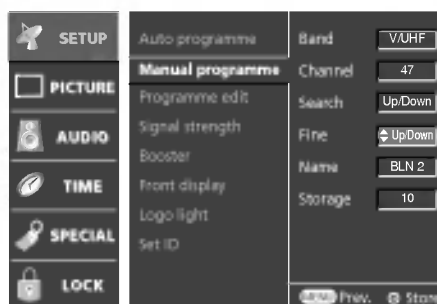 SETUP
PICTURE
AUDIO
TIME
SPECIAL
LOCK
Auto programme
Manual programme
Programme edit
Signal strength
Booster
Front display
Logo light
Set ID
Band V/UHF
Channel 47
Search Up/Down
Fine Up/Down
Name BLN 2
Storage 10
MENU Prev.